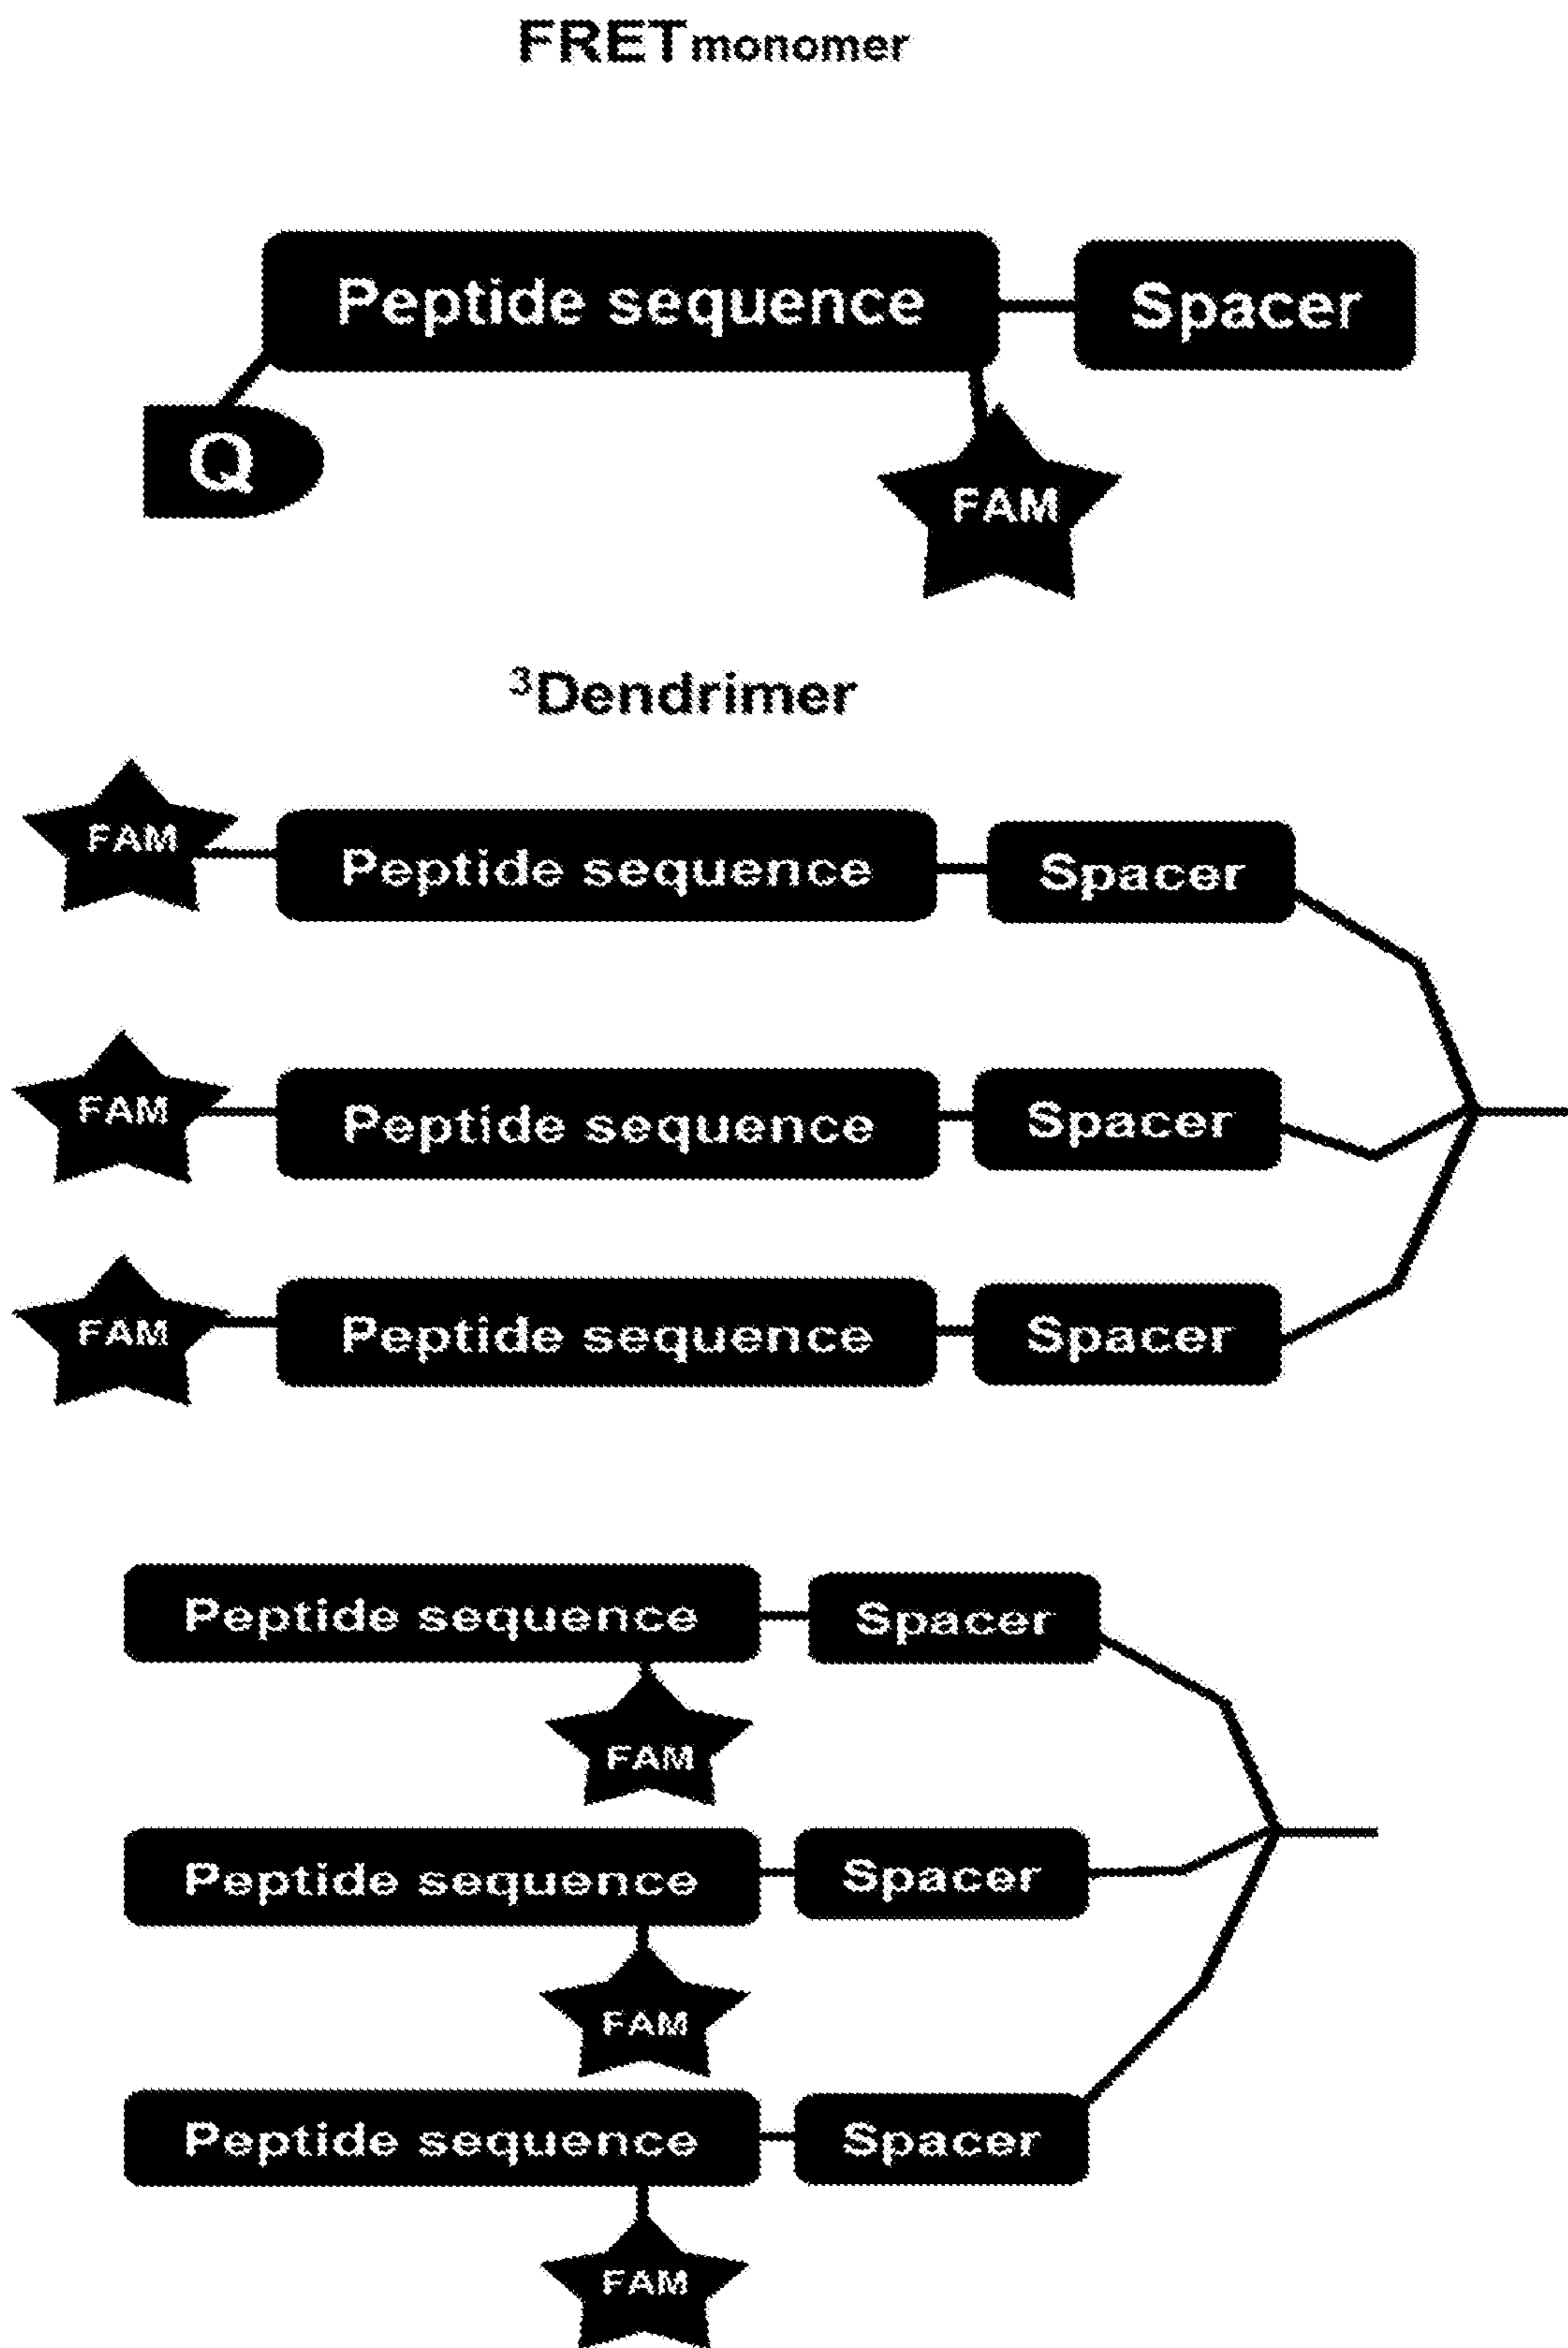 FRETmonomer
Peptide sequence Spacer
Q
FAM
³Dendrimer
FAM Peptide sequence Spacer
FAM Peptide sequence Spacer
FAM Peptide sequence Spacer
Peptide sequence Spacer
FAM
Peptide sequence Spacer
FAM
Peptide sequence Spacer
FAM